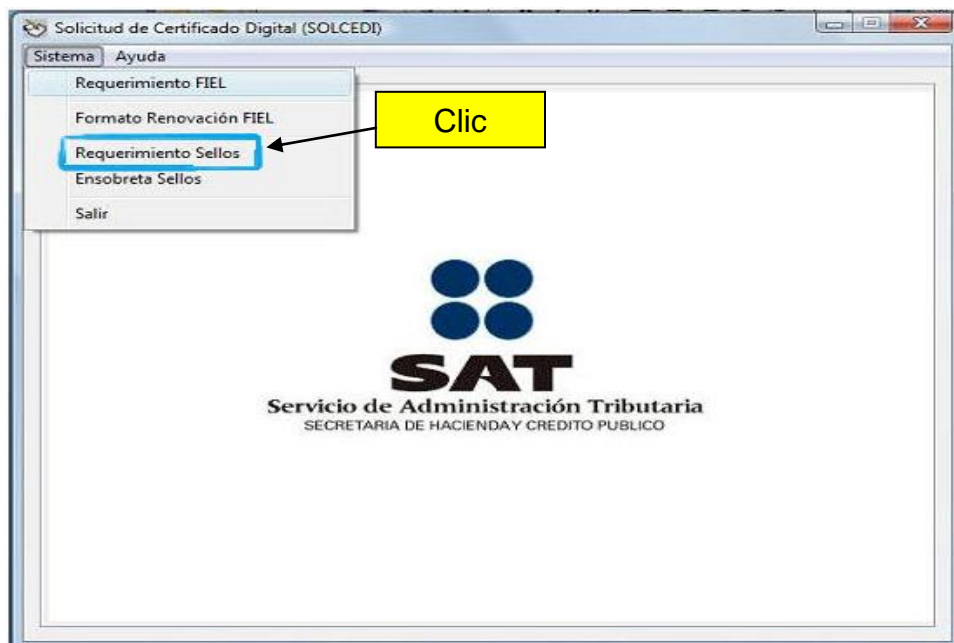 Solicitud de Certificado Digital (SOLCEDI)
Sistema Ayuda
Requerimiento FIEL
Formato Renovación FIEL
Clic
Requerimiento Sellos
Ensobreta Sellos
Salir
SAT
Servicio de Administración Tributaria
SECRETARIA DE HACIENDA Y CREDITO PUBLICO